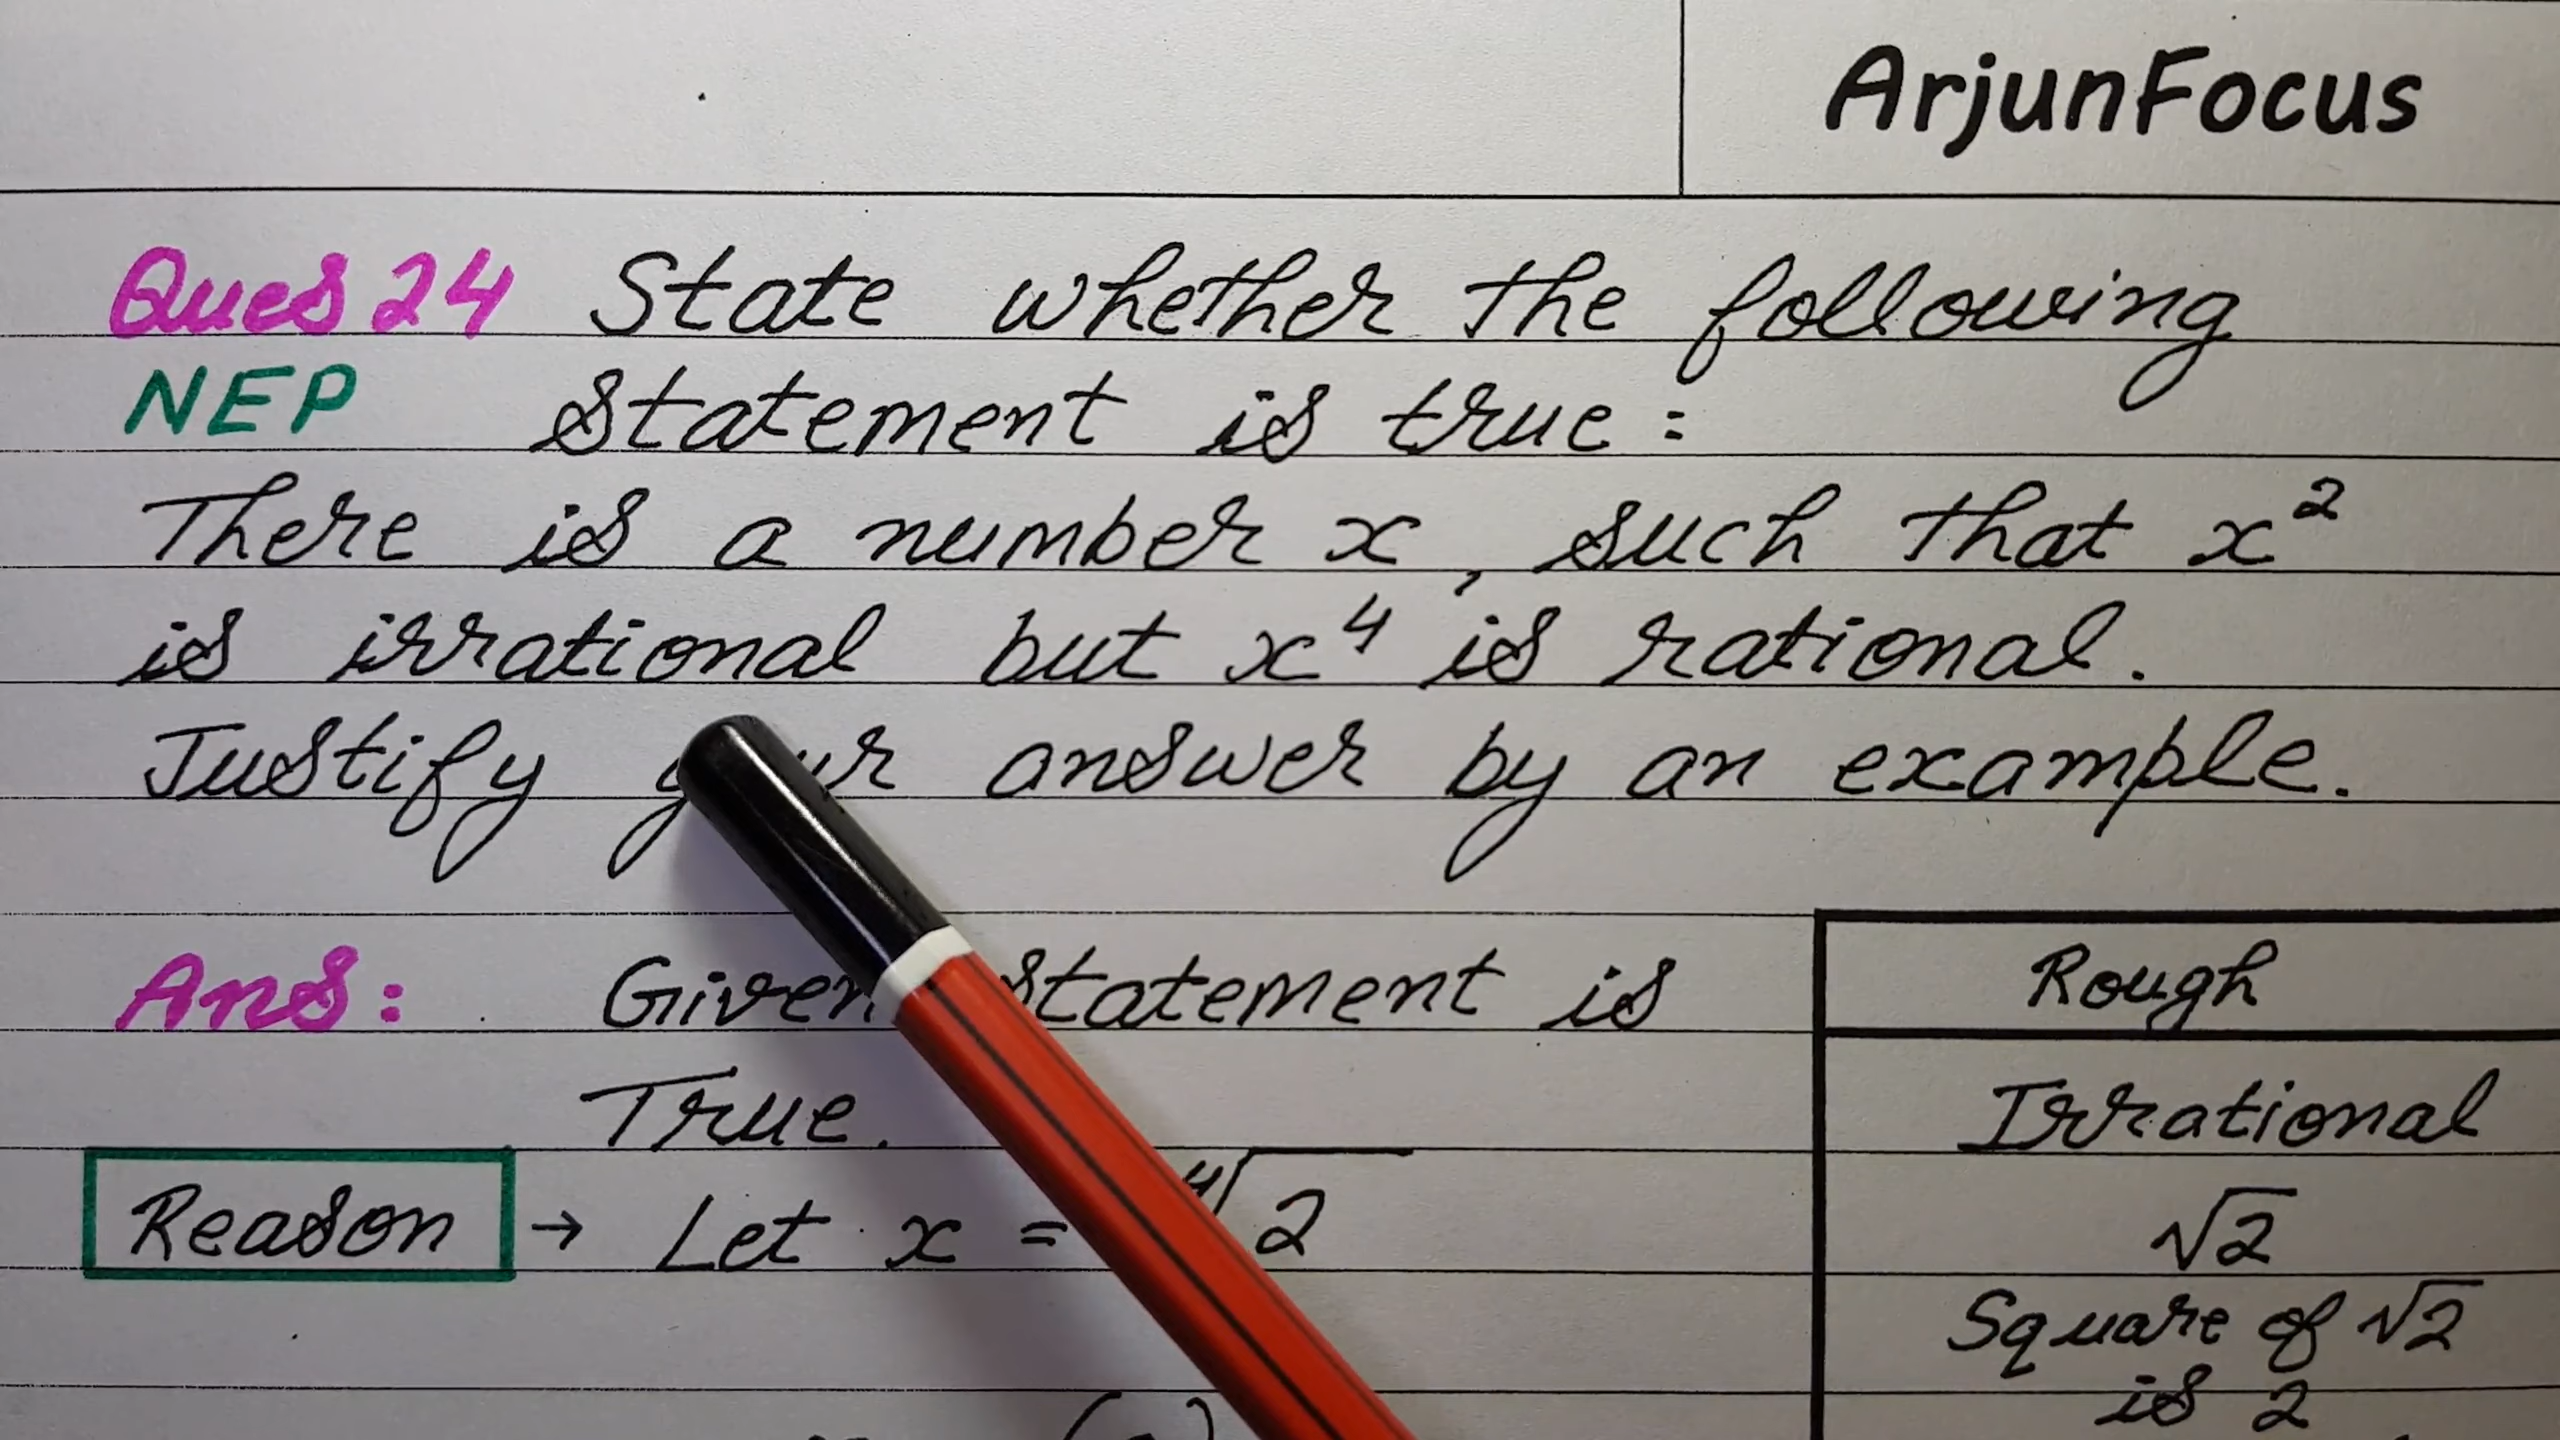 ArjunFocus
Ques 24 State whether the following
NEP Statement is true :
There is a number x, such that x²
is irrational but x⁴ is rational.
Justify your answer by an example.
Ans : Given statement is
True.
Reason → Let x = ⁴√2
Rough
Irrational
√2
Square of √2
is 2